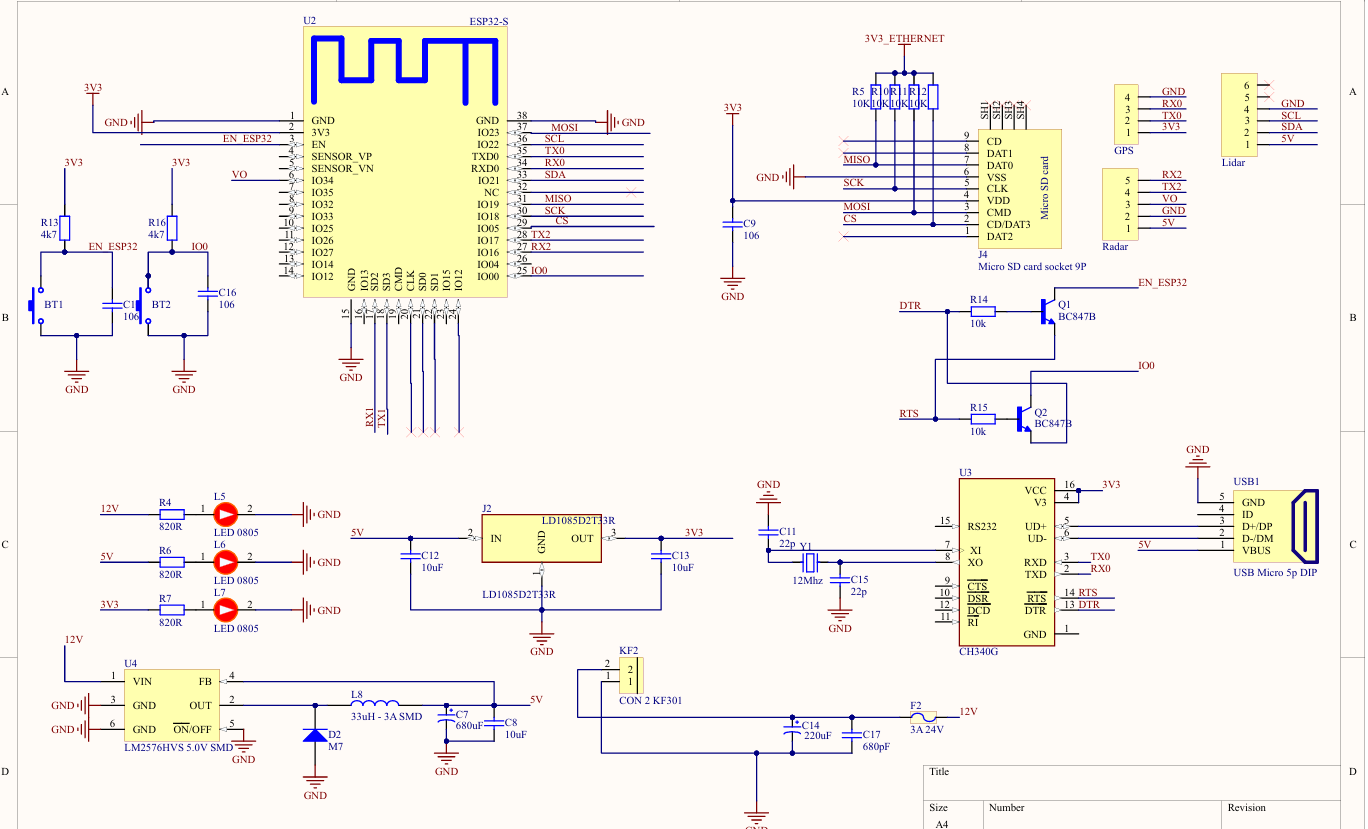 U2
ESP32-S
3V3
GND
EN_ESP32
VO
1 GND
2 3V3
3 EN
4 SENSOR_VP
5 SENSOR_VN
6 IO34
7 IO35
8 IO32
9 IO33
10 IO25
11 IO26
12 IO27
13 IO14
14 IO12
GND 38
IO23 37 MOSI
IO22 36 SCL
TXD0 35 TX0
RXD0 34 RX0
IO21 33 SDA
NC 32
IO19 31 MISO
IO18 30 SCK
IO05 29 CS
IO17 28 TX2
IO16 27 RX2
IO04 26
IO00 25 IO0
GND
GND IO13 SD2 SD3 CMD CLK SD0 SD1 IO15 IO12
15 16 17 18 19 20 21 22 23 24
GND
RX1
TX1
3V3
3V3
R13
4k7
R16
4k7
EN_ESP32
IO0
BT1
C1
106
BT2
C16
106
GND
GND
3V3_ETHERNET
R5
10K
10K
10K
SH1 SH2 SH3 SH4
3V3
GND
C9
106
GND
9 CD
8 DAT1
MISO 7 DAT0
6 VSS
SCK 5 CLK
4 VDD
MOSI 3 CMD
CS 2 CD/DAT3
1 DAT2
Micro SD card
J4
Micro SD card socket 9P
4 GND
3 RX0
2 TX0
1 3V3
GPS
6
5
4 GND
3 SCL
2 SDA
1 5V
Lidar
5 RX2
4 TX2
3 VO
2 GND
1 5V
Radar
EN_ESP32
DTR
R14
10k
Q1
BC847B
IO0
RTS
R15
10k
Q2
BC847B
12V
R4
820R
1 L5 2
LED 0805
GND
5V
R6
820R
1 L6 2
LED 0805
GND
3V3
R7
820R
1 L7 2
LED 0805
GND
J2
LD1085D2T33R
5V
2 IN
GND
OUT 3
3V3
1
C12
10uF
C13
10uF
LD1085D2T33R
GND
GND
C11
22p
Y1
12Mhz
C15
22p
GND
U3
15 RS232
7 XI
8 XO
9 CTS
10 DSR
12 DCD
11 RI
VCC 16 3V3
V3 4
UD+ 5
UD- 6
RXD 3 TX0
TXD 2 RX0
RTS 14 RTS
DTR 13 DTR
GND 1
CH340G
GND
USB1
5 GND
4 ID
3 D+/DP
2 D-/DM
5V 1 VBUS
USB Micro 5p DIP
12V
U4
1 VIN
GND 3 GND
GND 6 GND
FB 4
OUT 2
ON/OFF 5
LM2576HVS 5.0V SMD
GND
D2
M7
GND
L8
33uH - 3A SMD
C7
680uF
C8
10uF
5V
GND
KF2
2 2
1 1
CON 2 KF301
C14
220uF
C17
680pF
F2
3A 24V
12V
A
B
C
D
A
B
C
D
Title
Size
A4
Number
Revision